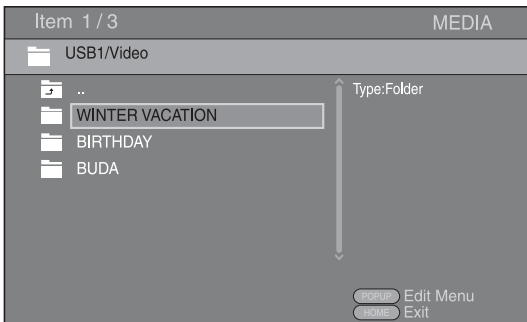 Item 1/3 MEDIA
USB1/Video
..
Type:Folder
WINTER VACATION
BIRTHDAY
BUDA
POPUP Edit Menu
HOME Exit